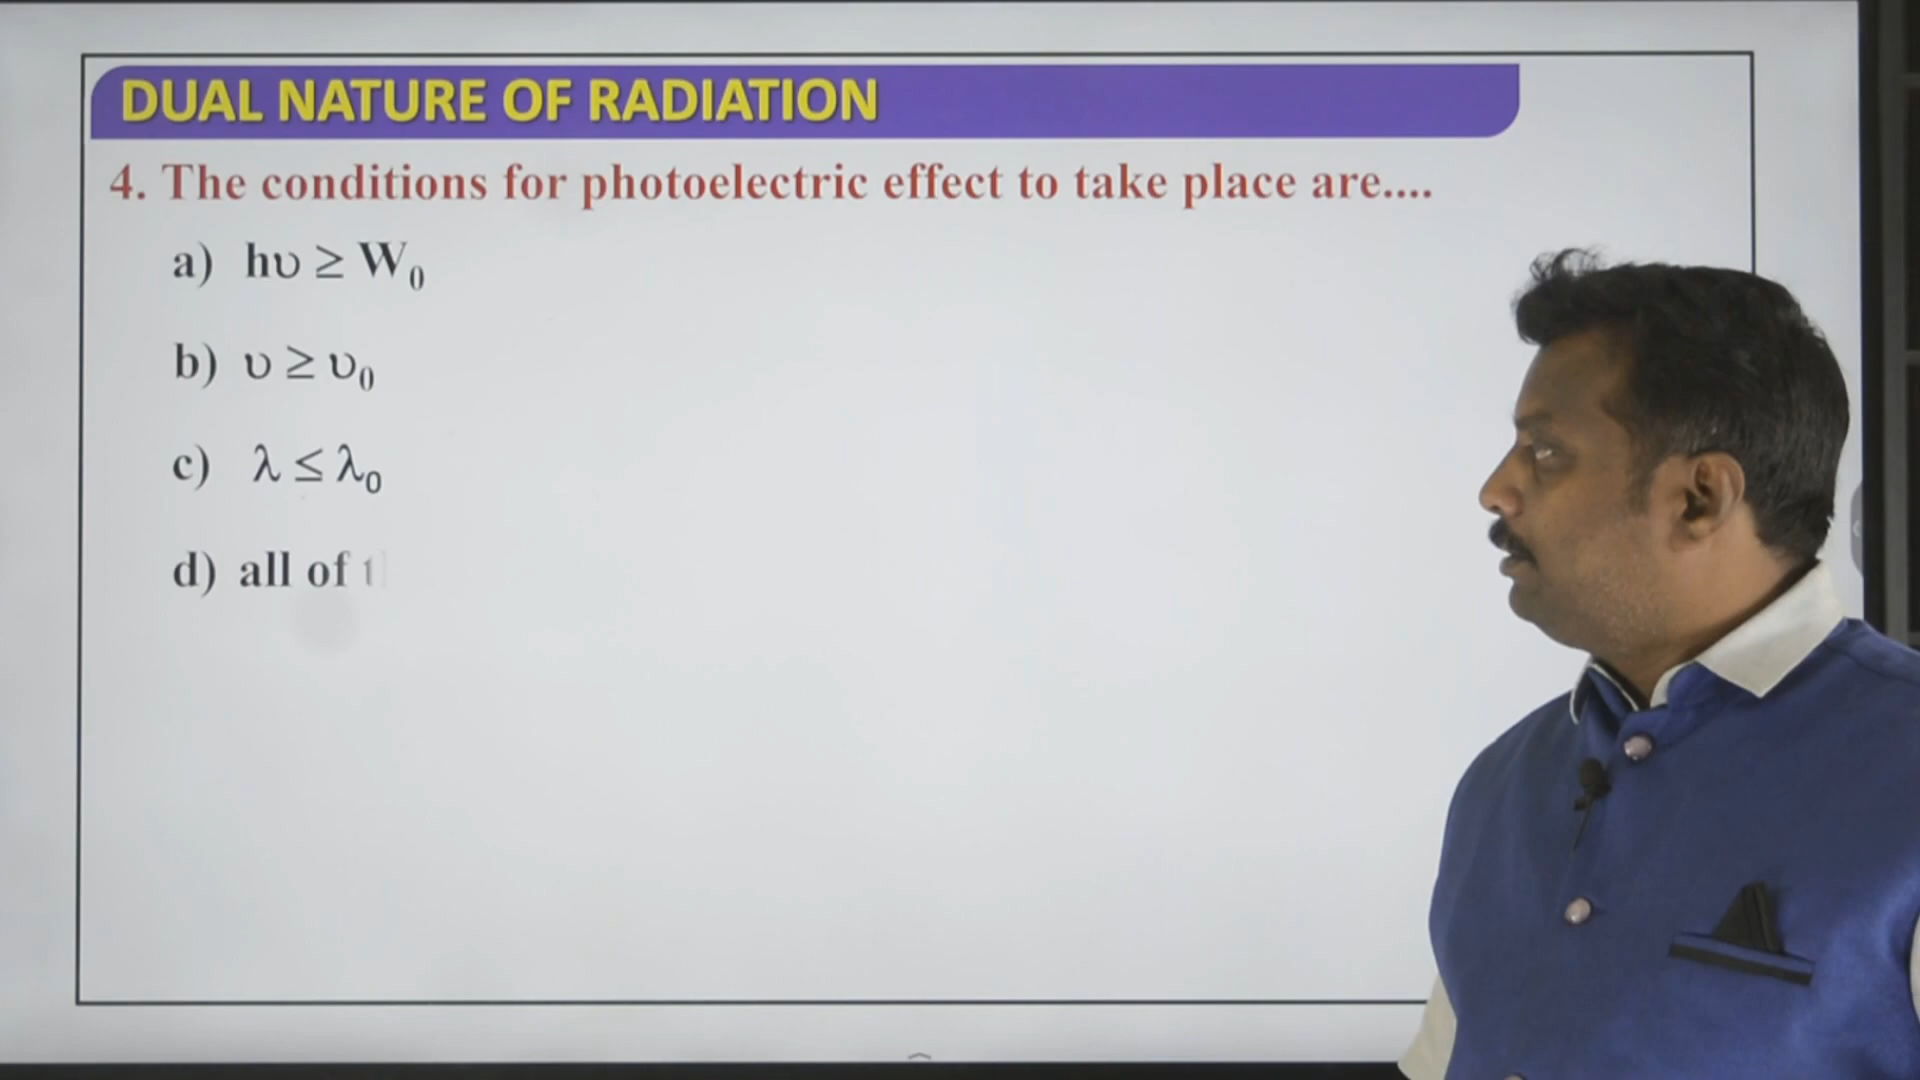 DUAL NATURE OF RADIATION
4. The conditions for photoelectric effect to take place are....
a) hυ ≥ W₀
b) υ ≥ υ₀
c) λ ≤ λ₀
d) all of